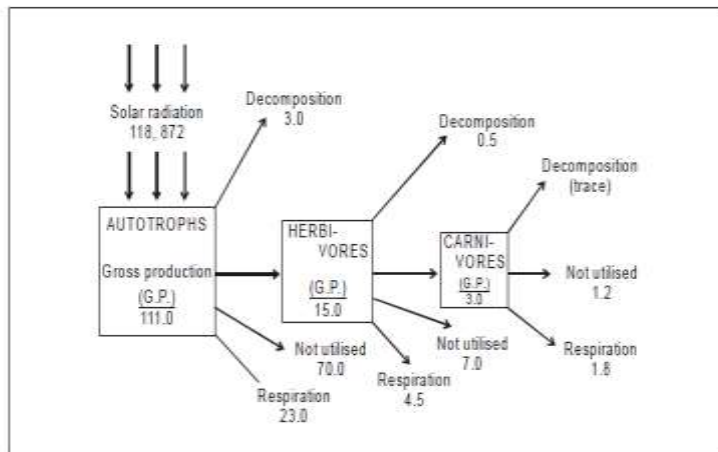 Solar radiation
118, 872
Decomposition
3.0
Decomposition
0.5
Decomposition
(trace)
AUTOTROPHS
Gross production
(G.P.)
111.0
HERBI-
VORES
(G.P.)
15.0
CARNI-
VORES
(G.P.)
3.0
Not utilised
1.2
Not utilised
70.0
Not utilised
7.0
Respiration
1.8
Respiration
4.5
Respiration
23.0